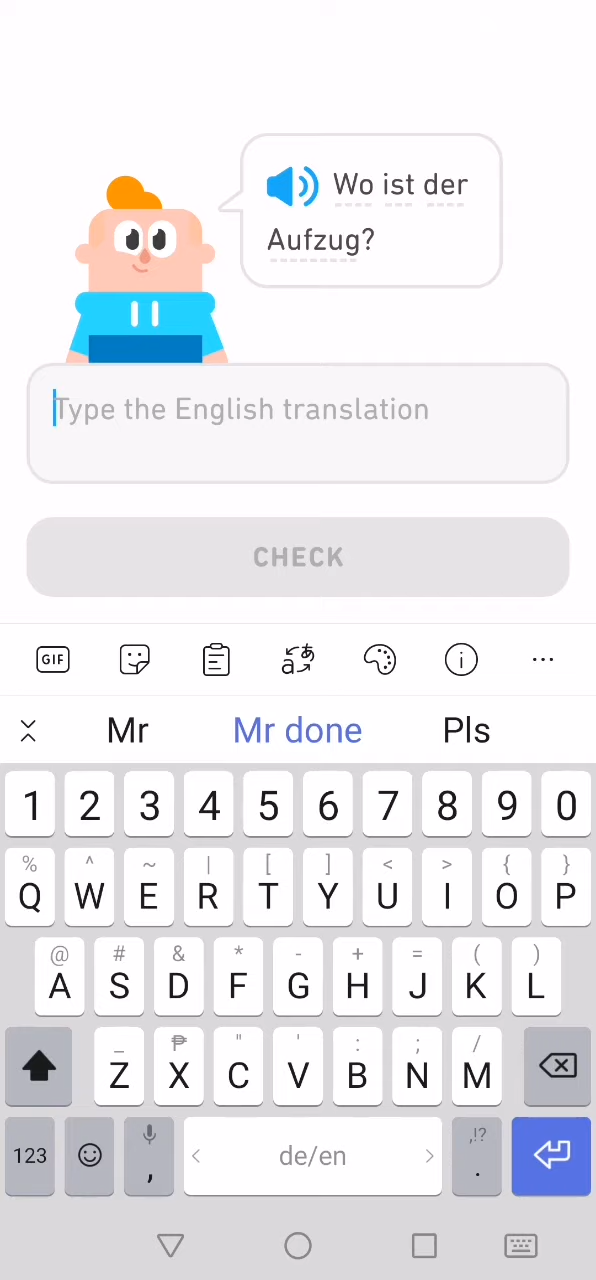 Wo ist der
Aufzug?
Type the English translation
CHECK
GIF
Mr Mr done Pls
1 2 3 4 5 6 7 8 9 0
% ^ ~ | [ ] < > { }
Q W E R T Y U I O P
@ # & * - + = ( )
A S D F G H J K L
_ ₱ " ' : ; /
Z X C V B N M
,!?
123 , < de/en > .